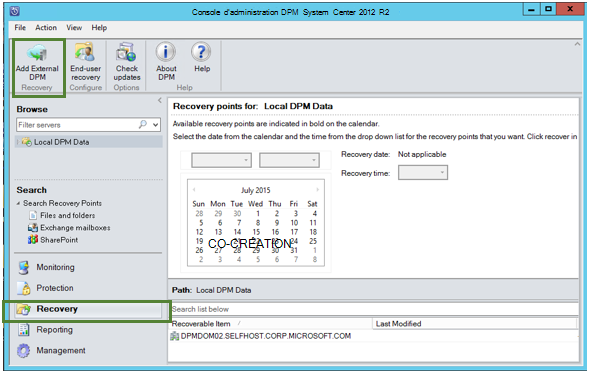 Console d'administration DPM System Center 2012 R2
File Action View Help
Add External DPM
Recovery
End-user recovery
Configure
Check updates
Options
About DPM
Help
Help
Browse
Filter servers
Local DPM Data
Search
Search Recovery Points
Files and folders
Exchange mailboxes
SharePoint
Monitoring
Protection
Recovery
Reporting
Management
Recovery points for: Local DPM Data
Available recovery points are indicated in bold on the calendar.
Select the date from the calendar and the time from the drop down list for the recovery points that you want. Click recover in
Recovery date: Not applicable
Recovery time:
July 2015
Sun Mon Tue Wed Thu Fri Sat
28 29 30 1 2 3 4
5 6 7 8 9 10 11
12 13 14 15 16 17 18
19 20 21 22 23 24 25
CO-CREATION
26 27 28 29 30 31 1
2 3 4 5 6 7 8
Path: Local DPM Data
Search list below
Recoverable Item / Last Modified
DPMDOM02.SELFHOST.CORP.MICROSOFT.COM